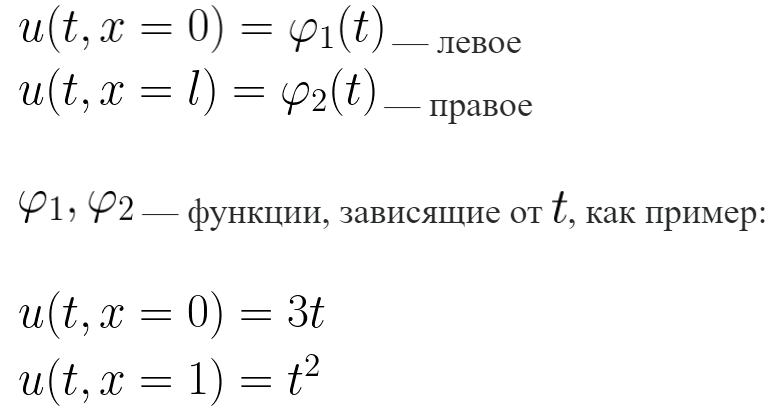 u(t, x = 0) = φ₁(t) — левое
u(t, x = l) = φ₂(t) — правое
φ₁, φ₂ — функции, зависящие от t, как пример:
u(t, x = 0) = 3t
u(t, x = 1) = t²